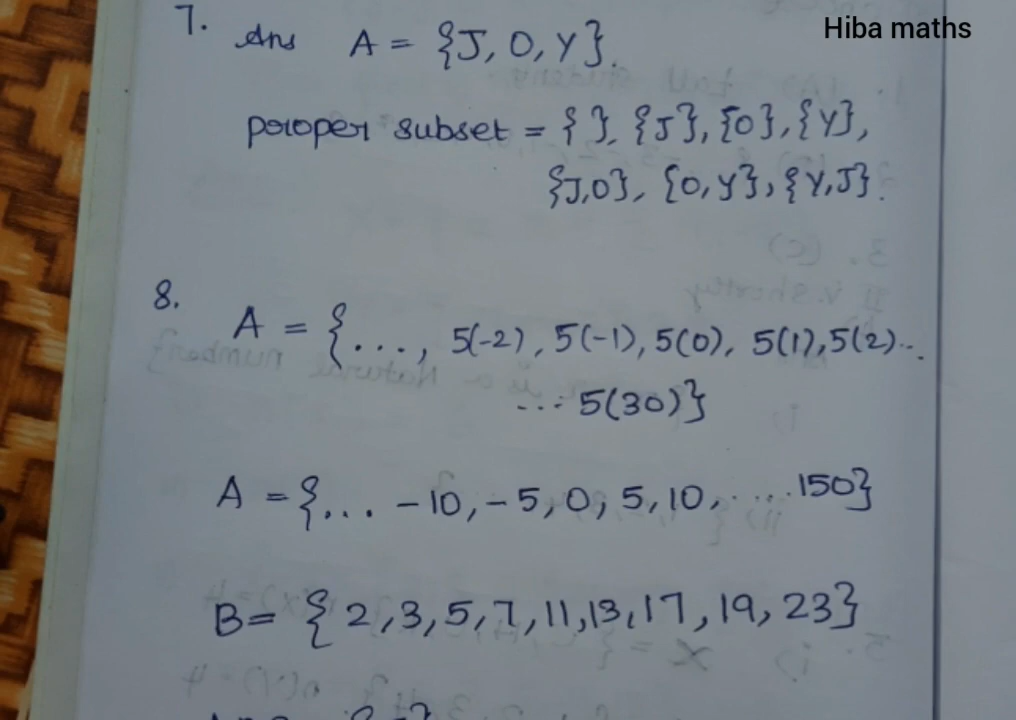 Hiba maths
7. Ans A = {J, O, Y}.
proper subset = { }, {J}, {O}, {Y},
{J,O}, {O,Y}, {Y,J}.
8.
A = {..., 5(-2), 5(-1), 5(0), 5(1), 5(2)...
... 5(30)}
A = {... -10, -5, 0, 5, 10, ..... 150}
B = {2, 3, 5, 7, 11, 13, 17, 19, 23}